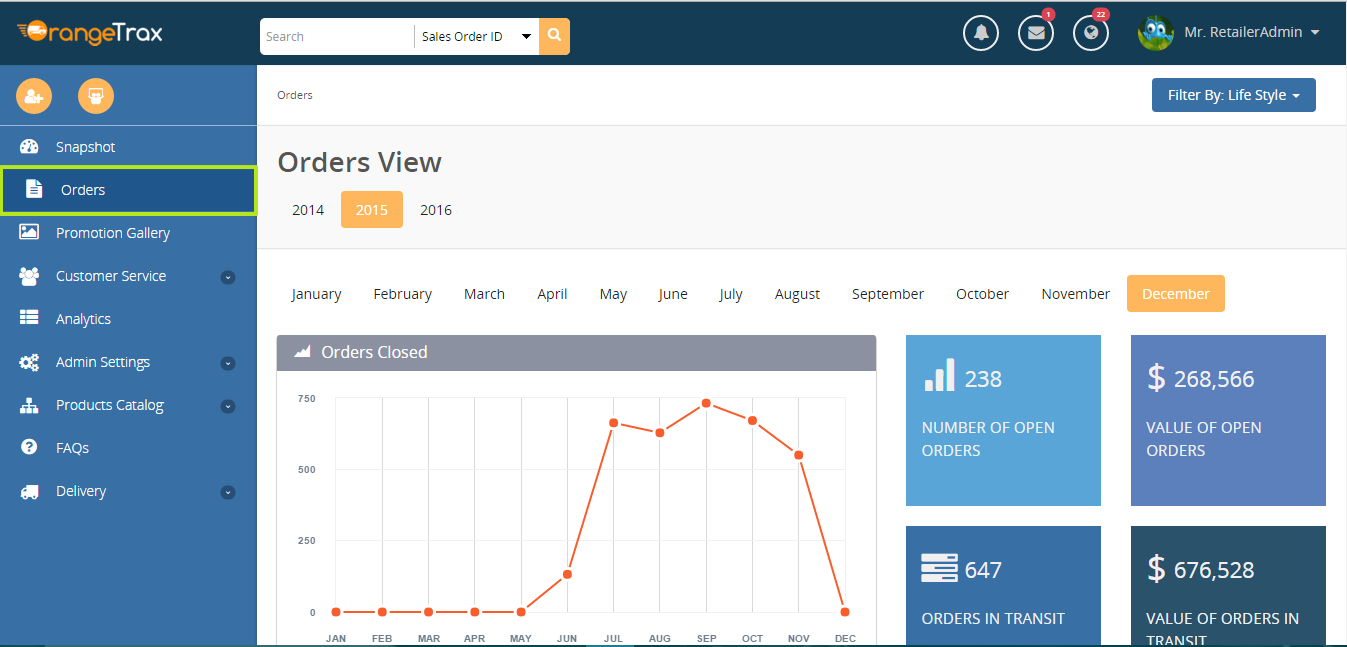 OrangeTrax
Search
Sales Order ID
1
22
Mr. RetailerAdmin
Orders
Filter By: Life Style
Snapshot
Orders
Promotion Gallery
Customer Service
Analytics
Admin Settings
Products Catalog
FAQs
Delivery
Orders View
2014 2015 2016
January February March April May June July August September October November December
Orders Closed
750
500
250
0
JAN FEB MAR APR MAY JUN JUL AUG SEP OCT NOV DEC
238
NUMBER OF OPEN
ORDERS
$ 268,566
VALUE OF OPEN
ORDERS
647
ORDERS IN TRANSIT
$ 676,528
VALUE OF ORDERS IN
TRANSIT